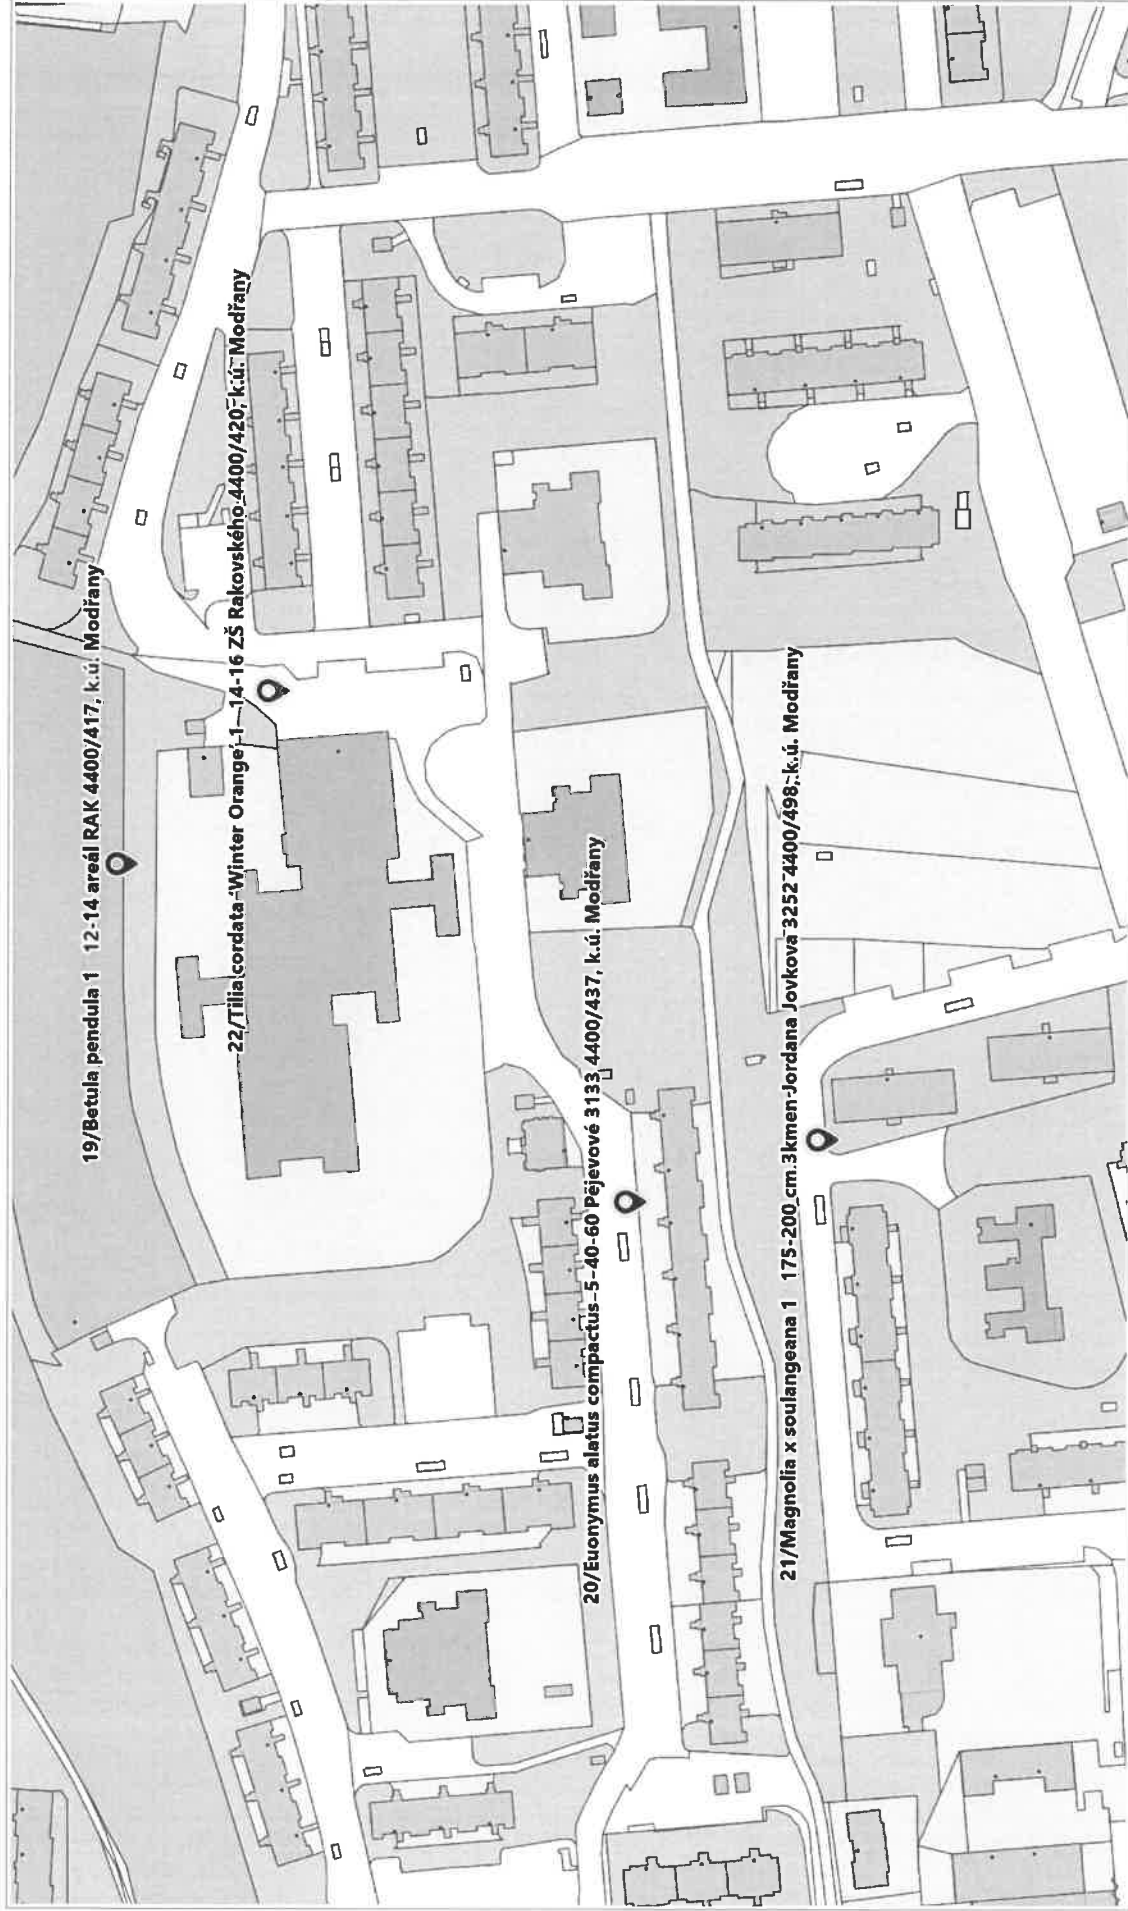 19/Betula pendula 1 12-14 areál RAK 4400/417, k.ú. Modřany
22/Tilia cordata Winter Orange, 1 14-16 ZŠ Rakovského 4400/420, k.ú. Modřany
20/Euonymus alatus compactus 5 40-60 Pejevové 3133 4400/437, k.ú. Modřany
21/Magnolia x soulangeana 1 175-200 cm.3kmen Jordana Jovkova 3252 4400/498, k.ú. Modřany